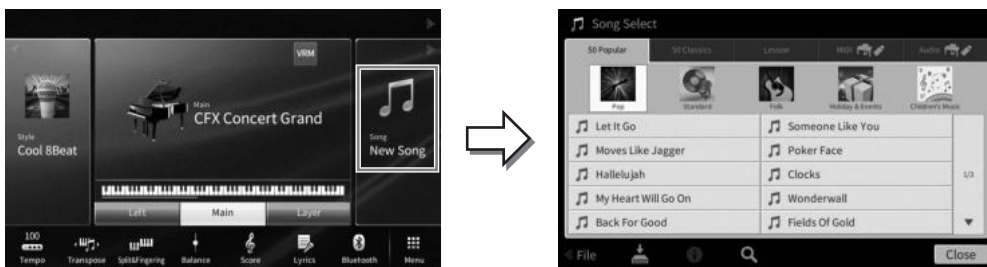 VRM
Main
CFX Concert Grand
Style
Cool 8Beat
Song
New Song
Left Main Layer
100
Tempo Transpose Split&Fingering Balance Score Lyrics Bluetooth Menu
Song Select
50 Popular 50 Classics Lesson MIDI Audio
Pop Standard Folk Holiday & Events Children's Music
Let It Go Someone Like You
Moves Like Jagger Poker Face
Hallelujah Clocks 1/3
My Heart Will Go On Wonderwall
Back For Good Fields Of Gold
File Close